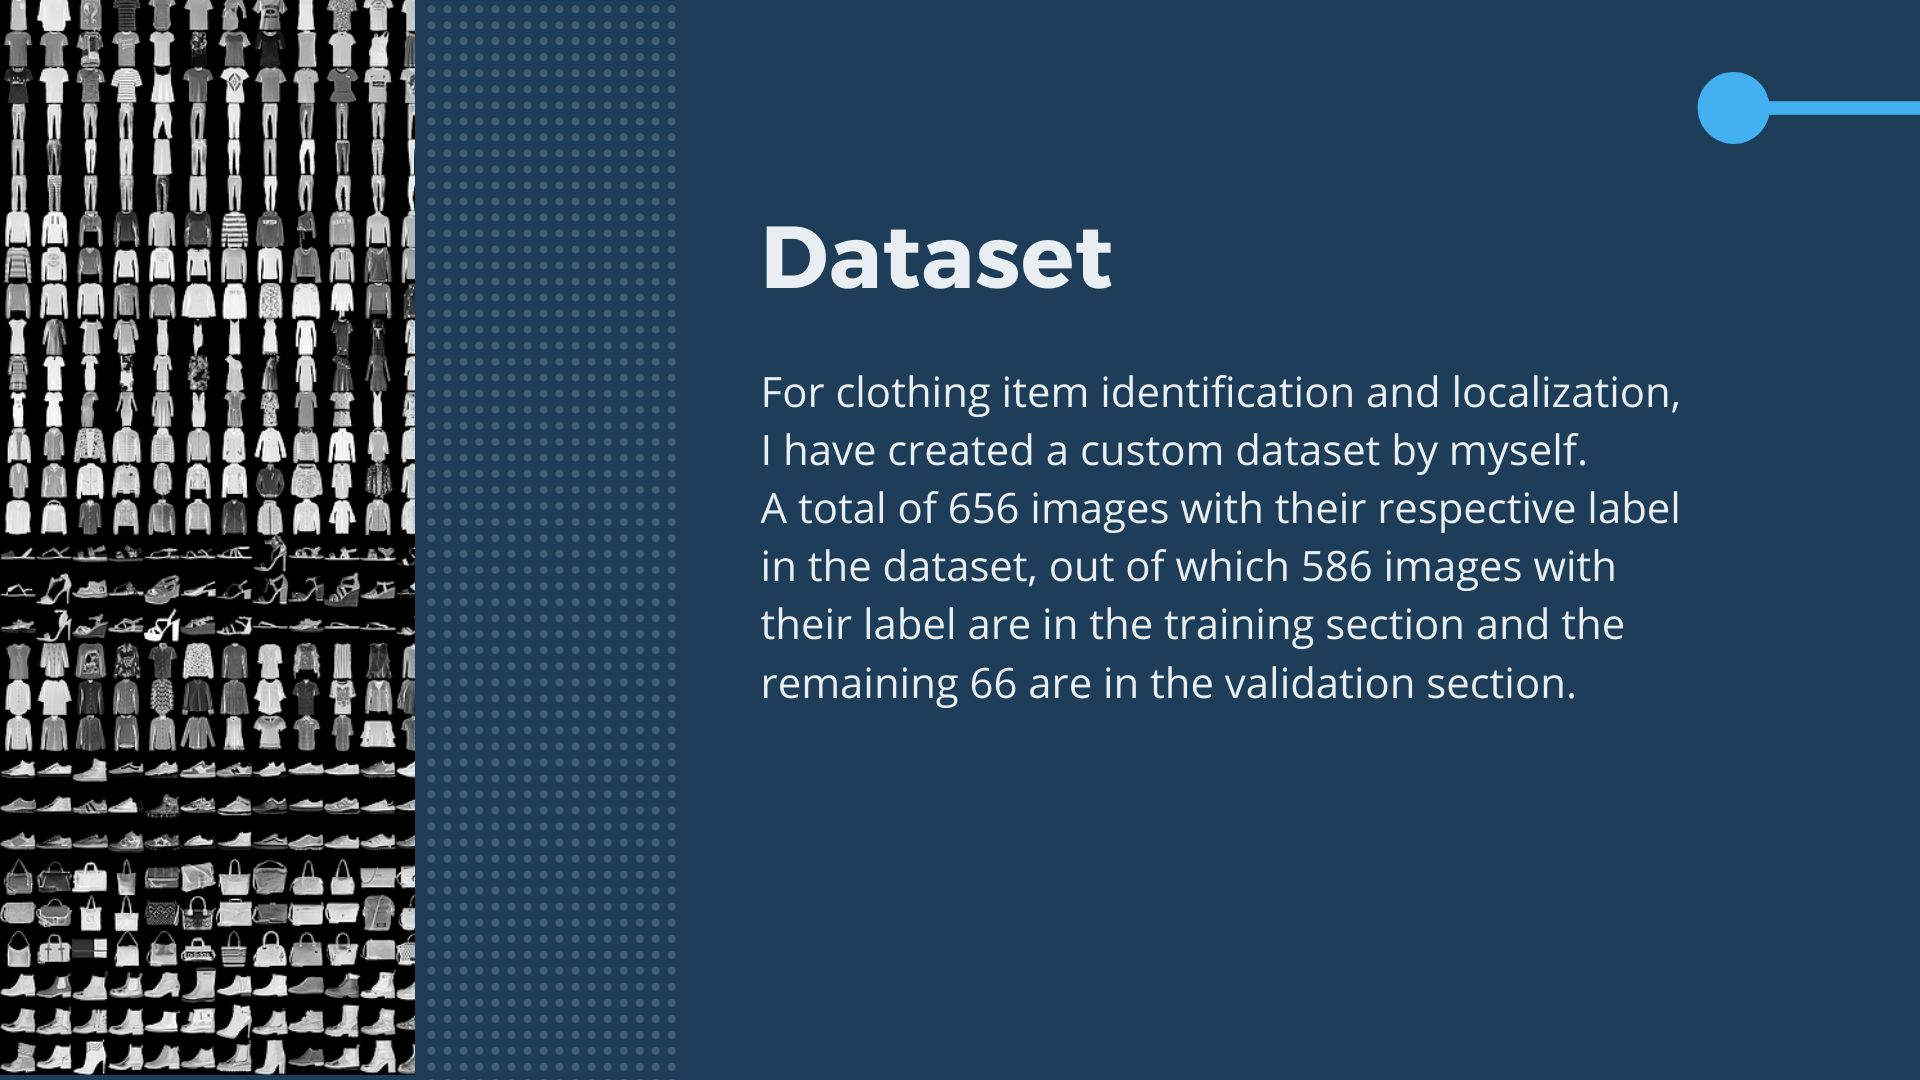 Dataset
For clothing item identification and localization,
I have created a custom dataset by myself.
A total of 656 images with their respective label
in the dataset, out of which 586 images with
their label are in the training section and the
remaining 66 are in the validation section.